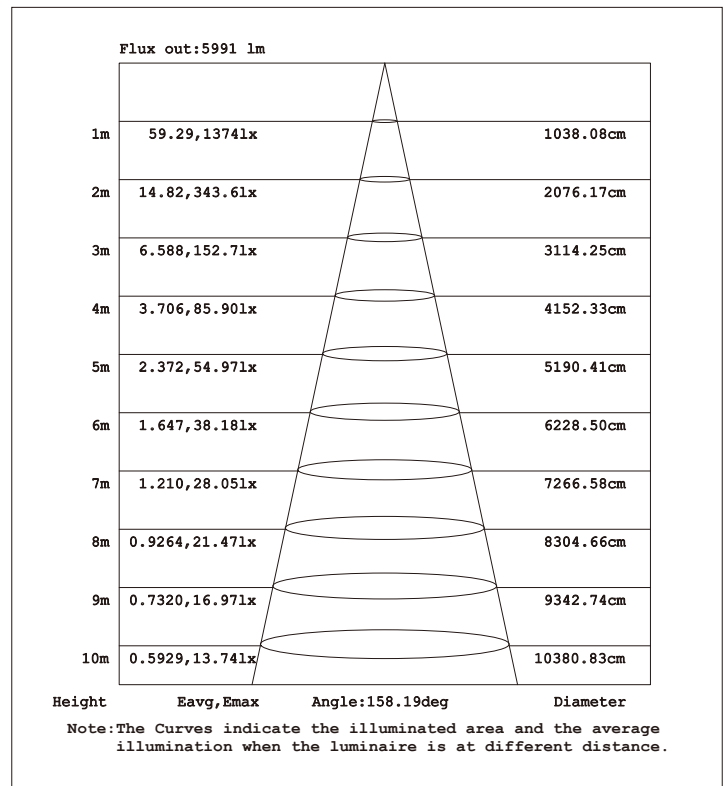 Flux out:5991 lm
1m 59.29,1374lx 1038.08cm
2m 14.82,343.6lx 2076.17cm
3m 6.588,152.7lx 3114.25cm
4m 3.706,85.90lx 4152.33cm
5m 2.372,54.97lx 5190.41cm
6m 1.647,38.18lx 6228.50cm
7m 1.210,28.05lx 7266.58cm
8m 0.9264,21.47lx 8304.66cm
9m 0.7320,16.97lx 9342.74cm
10m 0.5929,13.74lx 10380.83cm
Height Eavg,Emax Angle:158.19deg Diameter
Note:The Curves indicate the illuminated area and the average
illumination when the luminaire is at different distance.